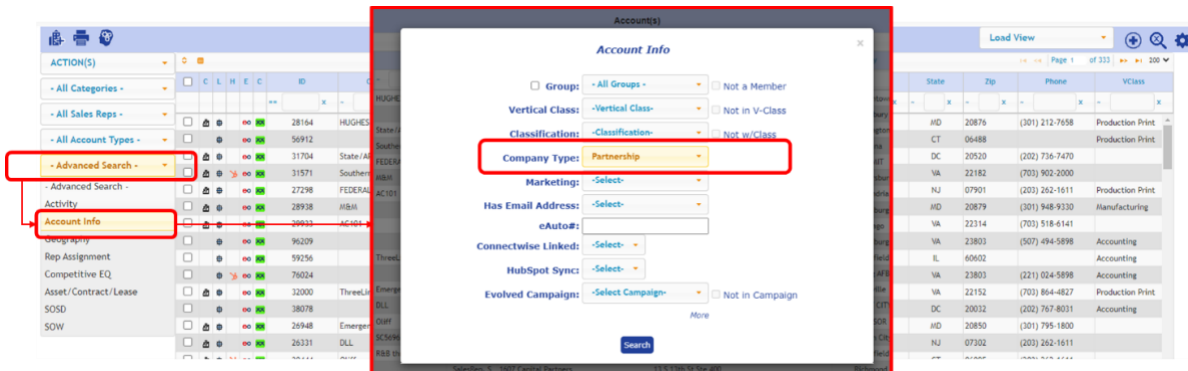 Account(s)
Load View
ACTION(S)
Page 1 of 333 200
- All Categories -
C L H E C ID
State Zip Phone VClass
- All Sales Reps -
== x -
- x - x - x - x
- All Account Types -
- Advanced Search -
- Advanced Search -
Activity
Account Info
Geography
Rep Assignment
Competitive EQ
Asset/Contract/Lease
SOSD
SOW
28164 HUGHES
56912
31704 State/AR
31571 Southern
27298 FEDERAL
28938 M&M
29933 AC101
96209
59256
76024
32000 ThreeLin
38078
26948 Emergen
26331 DLL
Account Info
x
Group: - All Groups - Not a Member
Vertical Class: -Vertical Class- Not in V-Class
Classification: -Classification- Not w/Class
Company Type: Partnership
Marketing: -Select-
Has Email Address: -Select-
eAuto#:
Connectwise Linked: -Select-
HubSpot Sync: -Select-
Evolved Campaign: -Select Campaign- Not in Campaign
More
Search
MD 20876 (301) 212-7658 Production Print
CT 06488 Production Print
DC 20520 (202) 736-7470
VA 22182 (703) 902-2000
NJ 07901 (203) 262-1611 Production Print
MD 20879 (301) 948-9330 Manufacturing
VA 22314 (703) 518-6141
VA 23803 (507) 494-5898 Accounting
IL 60602 Accounting
VA 23803 (221) 024-5898 Accounting
VA 22152 (703) 864-4827 Production Print
DC 20032 (202) 767-8031 Accounting
MD 20850 (301) 795-1800
NJ 07302 (203) 262-1611